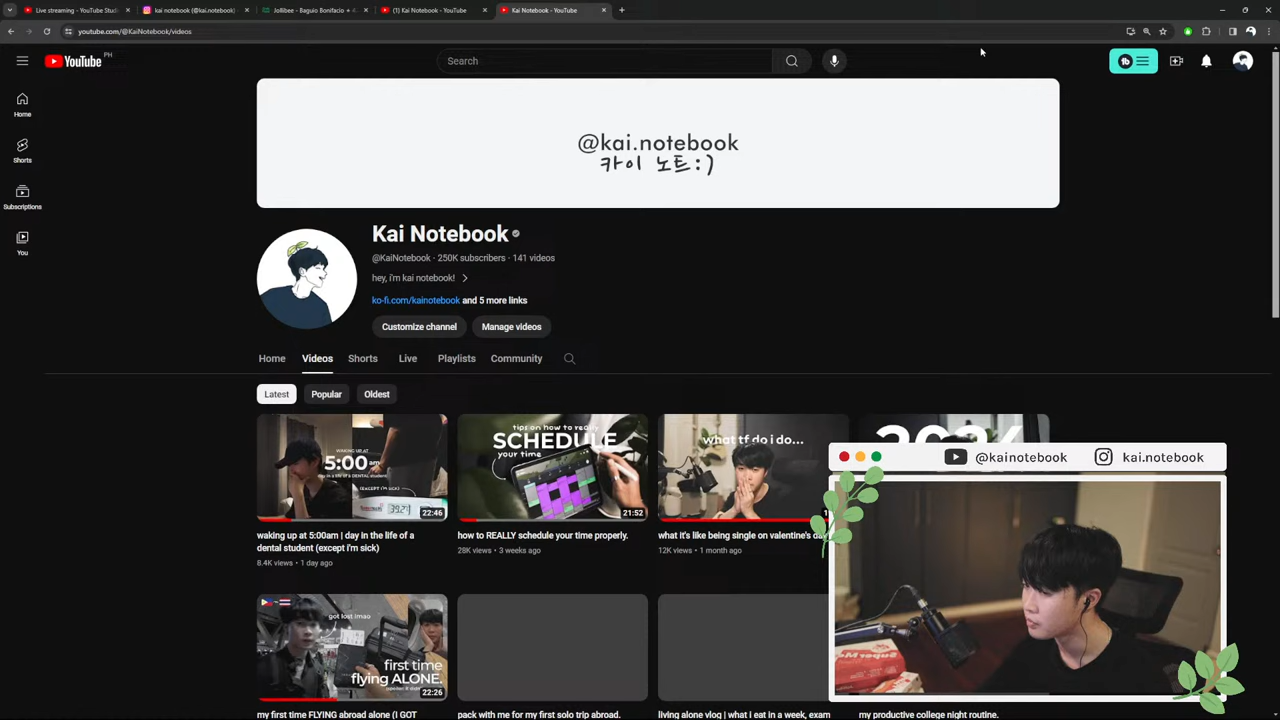 Live streaming - YouTube Stud
kai notebook (@kai.notebook)
Jollibee - Baguio Bonifacio • 4
(1) Kai Notebook - YouTube
Kai Notebook - YouTube
youtube.com/@KaiNotebook/videos
YouTube PH
Search
tb
Home
Shorts
Subscriptions
You
@kai.notebook
카이 노트:)
Kai Notebook
@KaiNotebook · 250K subscribers · 141 videos
hey, i'm kai notebook!
ko-fi.com/kainotebook and 5 more links
Customize channel
Manage videos
Home
Videos
Shorts
Live
Playlists
Community
Latest
Popular
Oldest
WAKING UP AT
5:00am
(EXCEPT I'M SICK)
22:46
tips on how to really
SCHEDULE
your time
21:52
what tf do i do...
2024
@kainotebook
kai.notebook
waking up at 5:00am | day in the life of a
dental student (except i'm sick)
8.4K views • 1 day ago
how to REALLY schedule your time properly.
28K views • 3 weeks ago
what it's like being single on valentine's da
12K views • 1 month ago
got lost lmao
first time
flying ALONE.
22:26
my first time FLYING abroad alone (I GOT
pack with me for my first solo trip abroad.
living alone vlog | what i eat in a week, exam
my productive college night routine.